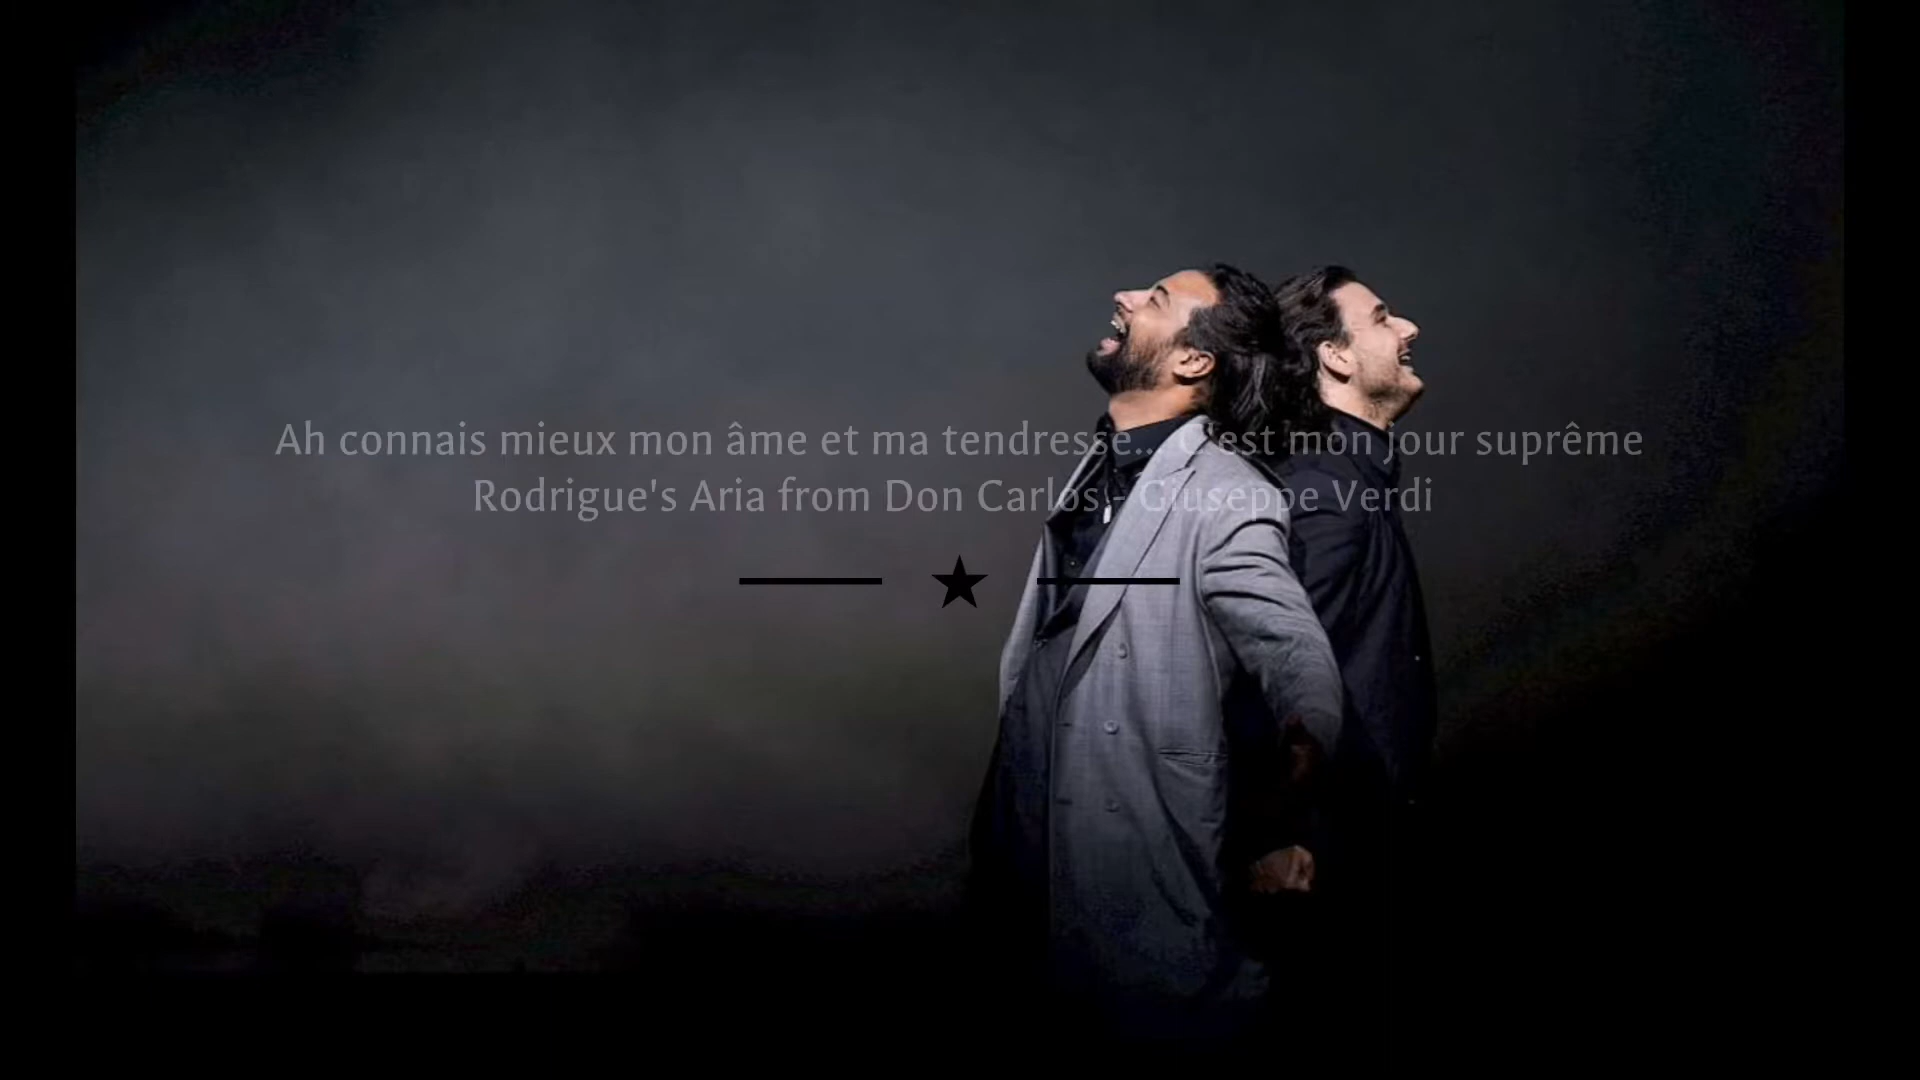 Ah connais mieux mon âme et ma tendresse... C'est mon jour suprême
Rodrigue's Aria from Don Carlos - Giuseppe Verdi